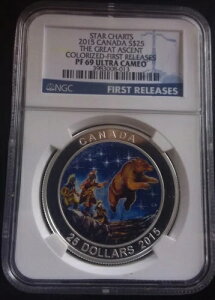 STAR CHARTS
2015 CANADA S$25
THE GREAT ASCENT
COLORIZED-FIRST RELEASES
PF 69 ULTRA CAMEO
NGC
FIRST RELEASES
CANADA
25 DOLLARS 2015